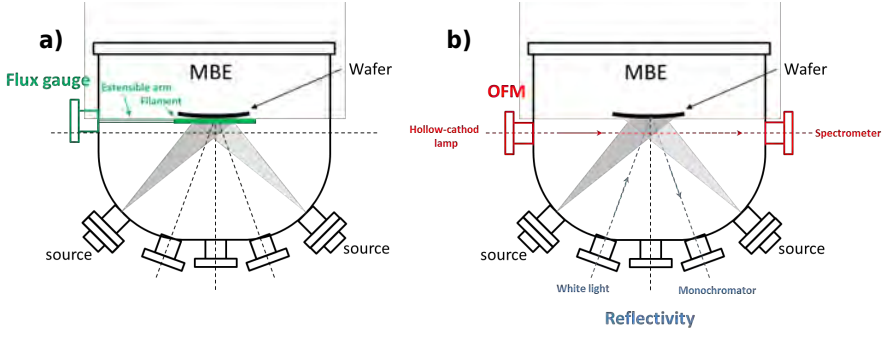 a)
MBE
Wafer
Flux gauge
Extensible arm
Filament
source
source
b)
MBE
Wafer
OFM
Hollow-cathod
lamp
Spectrometer
source
source
White light
Monochromator
Reflectivity